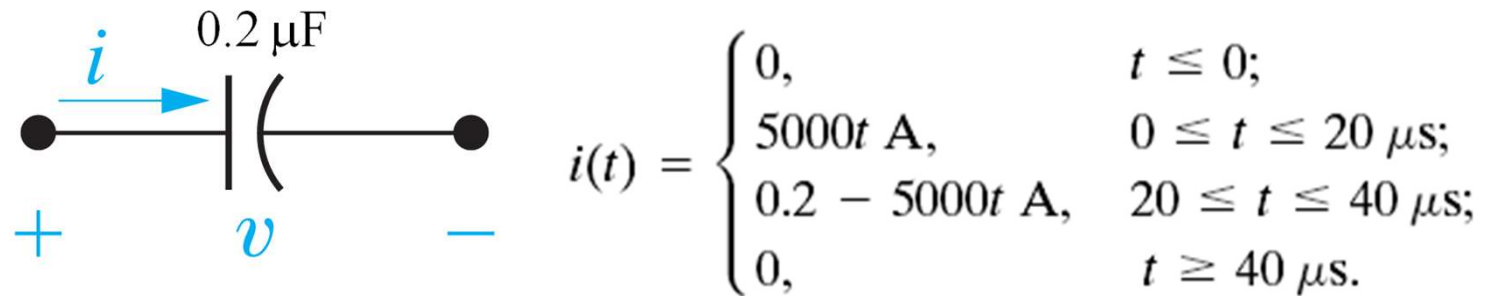 0.2 μF
i
+ v −
i(t) = { 0, t ≤ 0;
5000t A, 0 ≤ t ≤ 20 μs;
0.2 − 5000t A, 20 ≤ t ≤ 40 μs;
0, t ≥ 40 μs.